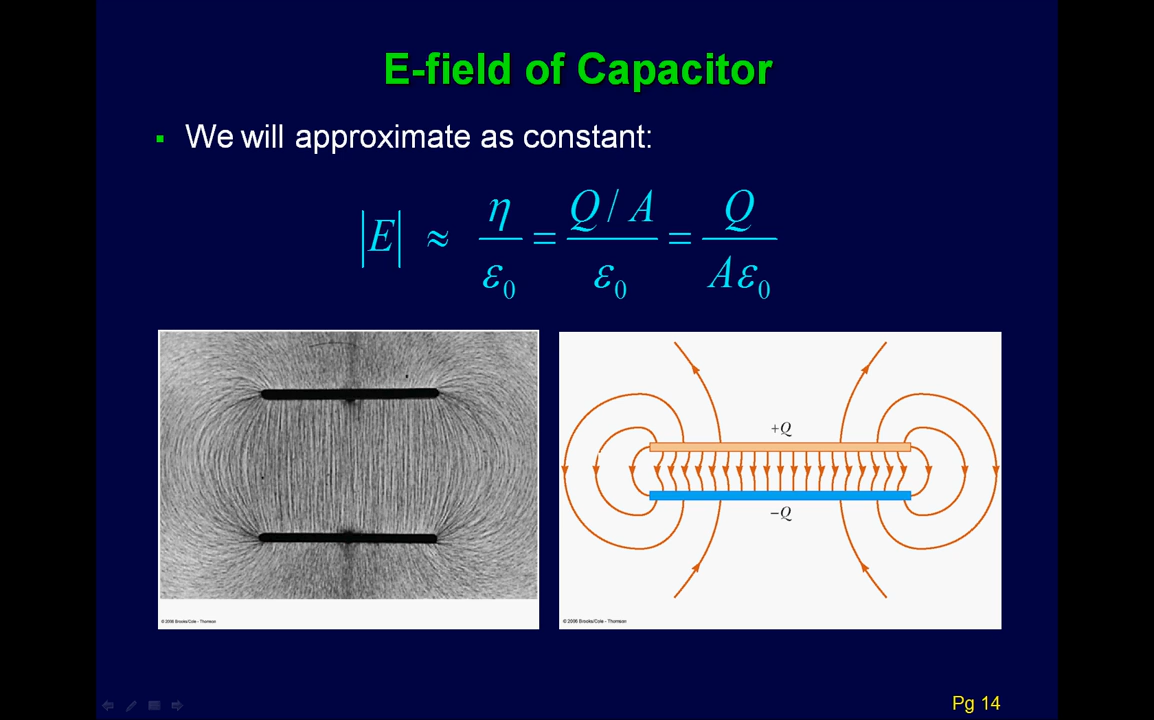 E-field of Capacitor
▪ We will approximate as constant:
|E| ≈ η/ε₀ = Q/A/ε₀ = Q/Aε₀
+Q
−Q
© 2006 Brooks/Cole - Thomson
© 2006 Brooks/Cole - Thomson
Pg 14